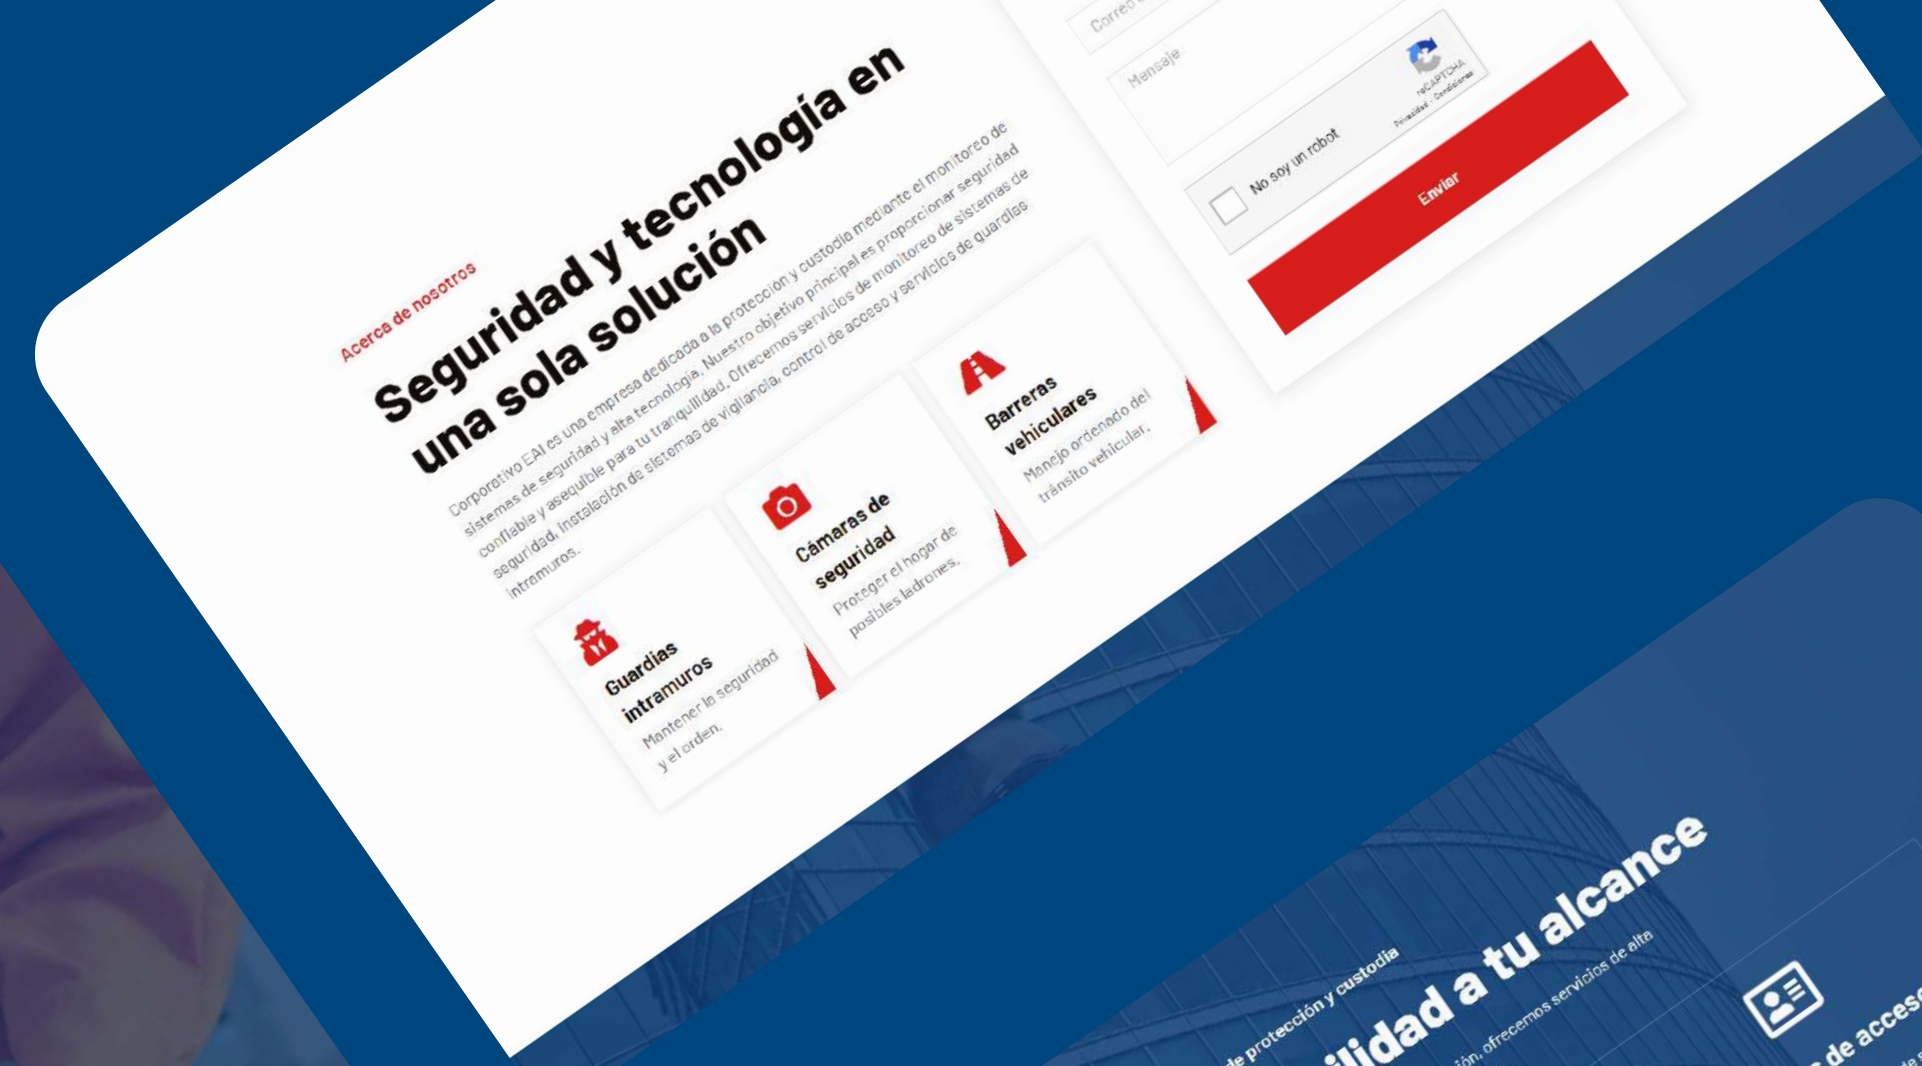 Acerca de nosotros
Seguridad y tecnología en
una sola solución
Corporativo EAI es una empresa dedicada a la protección y custodia mediante el monitoreo de
sistemas de seguridad y alta tecnología. Nuestro objetivo principal es proporcionar seguridad
confiable y asequible para tu tranquilidad. Ofrecemos servicios de monitoreo de sistemas de
seguridad, instalación de sistemas de vigilancia, control de acceso y servicios de guardias
intramuros.
Guardias
intramuros
Mantener la seguridad
y el orden.
Cámaras de
seguridad
Proteger el hogar de
posibles ladrones.
Barreras
vehiculares
Manejo ordenado del
tránsito vehicular.
Correo
Mensaje
No soy un robot
reCAPTCHA
Privacidad - Condiciones
Enviar
de protección y custodia
ilidad a tu alcance
ión, ofrecemos servicios de alta
de acceso